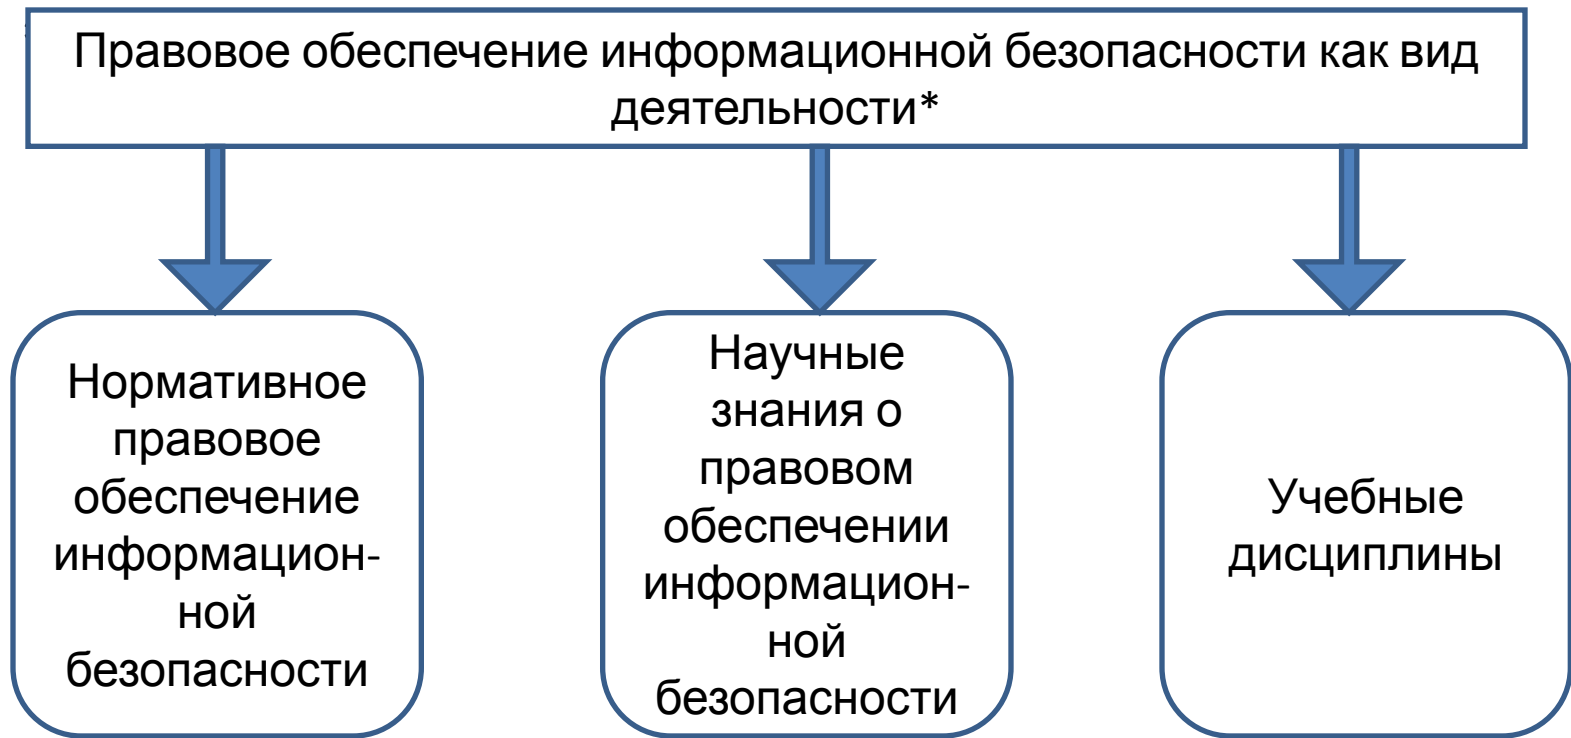 Правовое обеспечение информационной безопасности как вид
деятельности*
Нормативное
правовое
обеспечение
информацион-
ной
безопасности
Научные
знания о
правовом
обеспечении
информацион-
ной
безопасности
Учебные
дисциплины